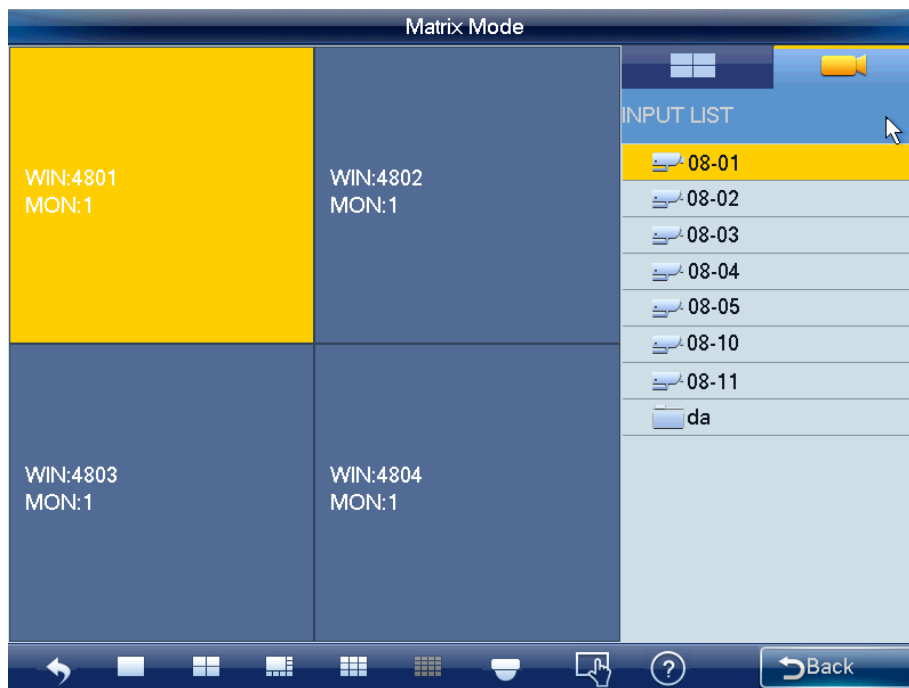 Matrix Mode
WIN:4801
MON:1
WIN:4802
MON:1
WIN:4803
MON:1
WIN:4804
MON:1
INPUT LIST
08-01
08-02
08-03
08-04
08-05
08-10
08-11
da
?
Back